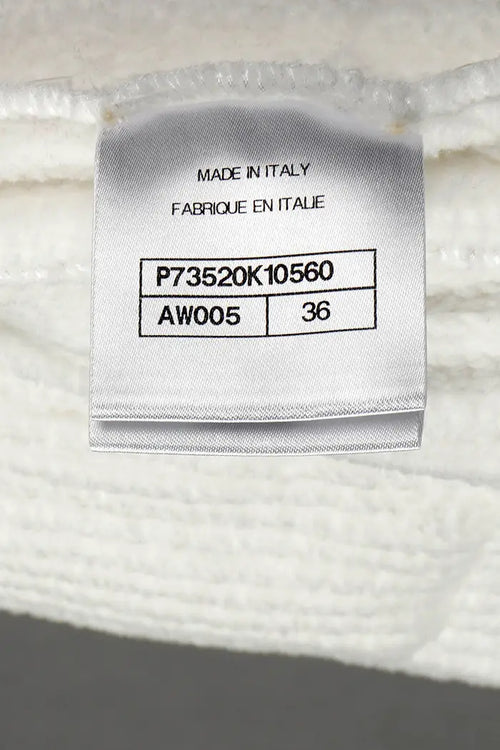 MADE IN ITALY
FABRIQUE EN ITALIE
P73520K10560
AW005 36